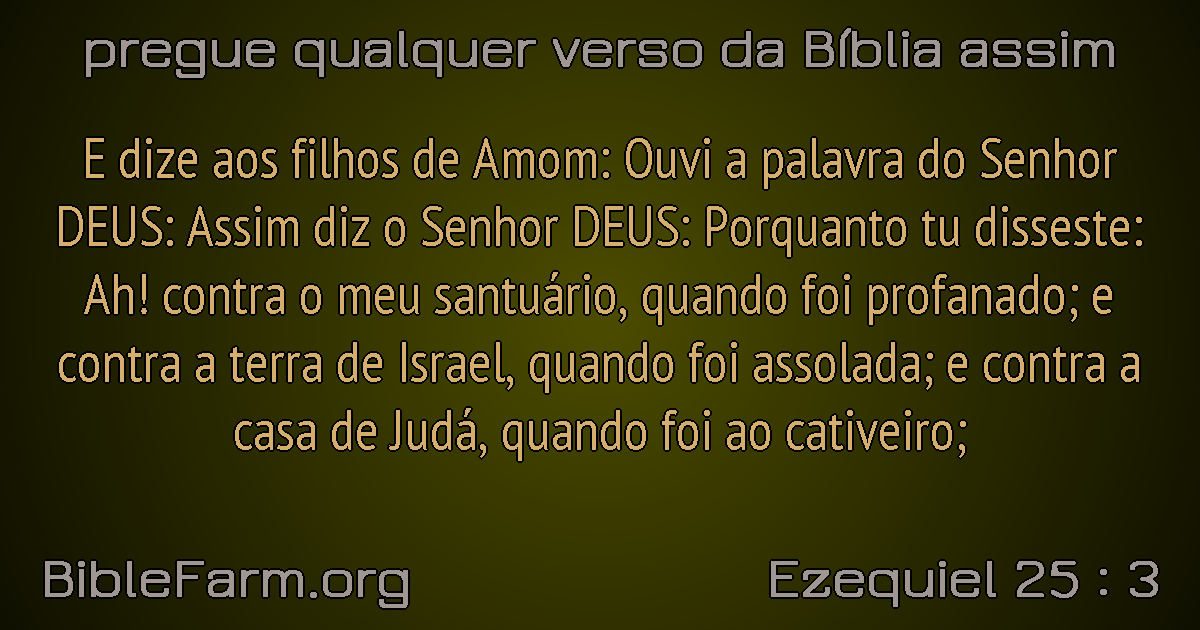 pregue qualquer verso da Bíblia assim
E dize aos filhos de Amom: Ouvi a palavra do Senhor
DEUS: Assim diz o Senhor DEUS: Porquanto tu disseste:
Ah! contra o meu santuário, quando foi profanado; e
contra a terra de Israel, quando foi assolada; e contra a
casa de Judá, quando foi ao cativeiro;
BibleFarm.org
Ezequiel 25 : 3